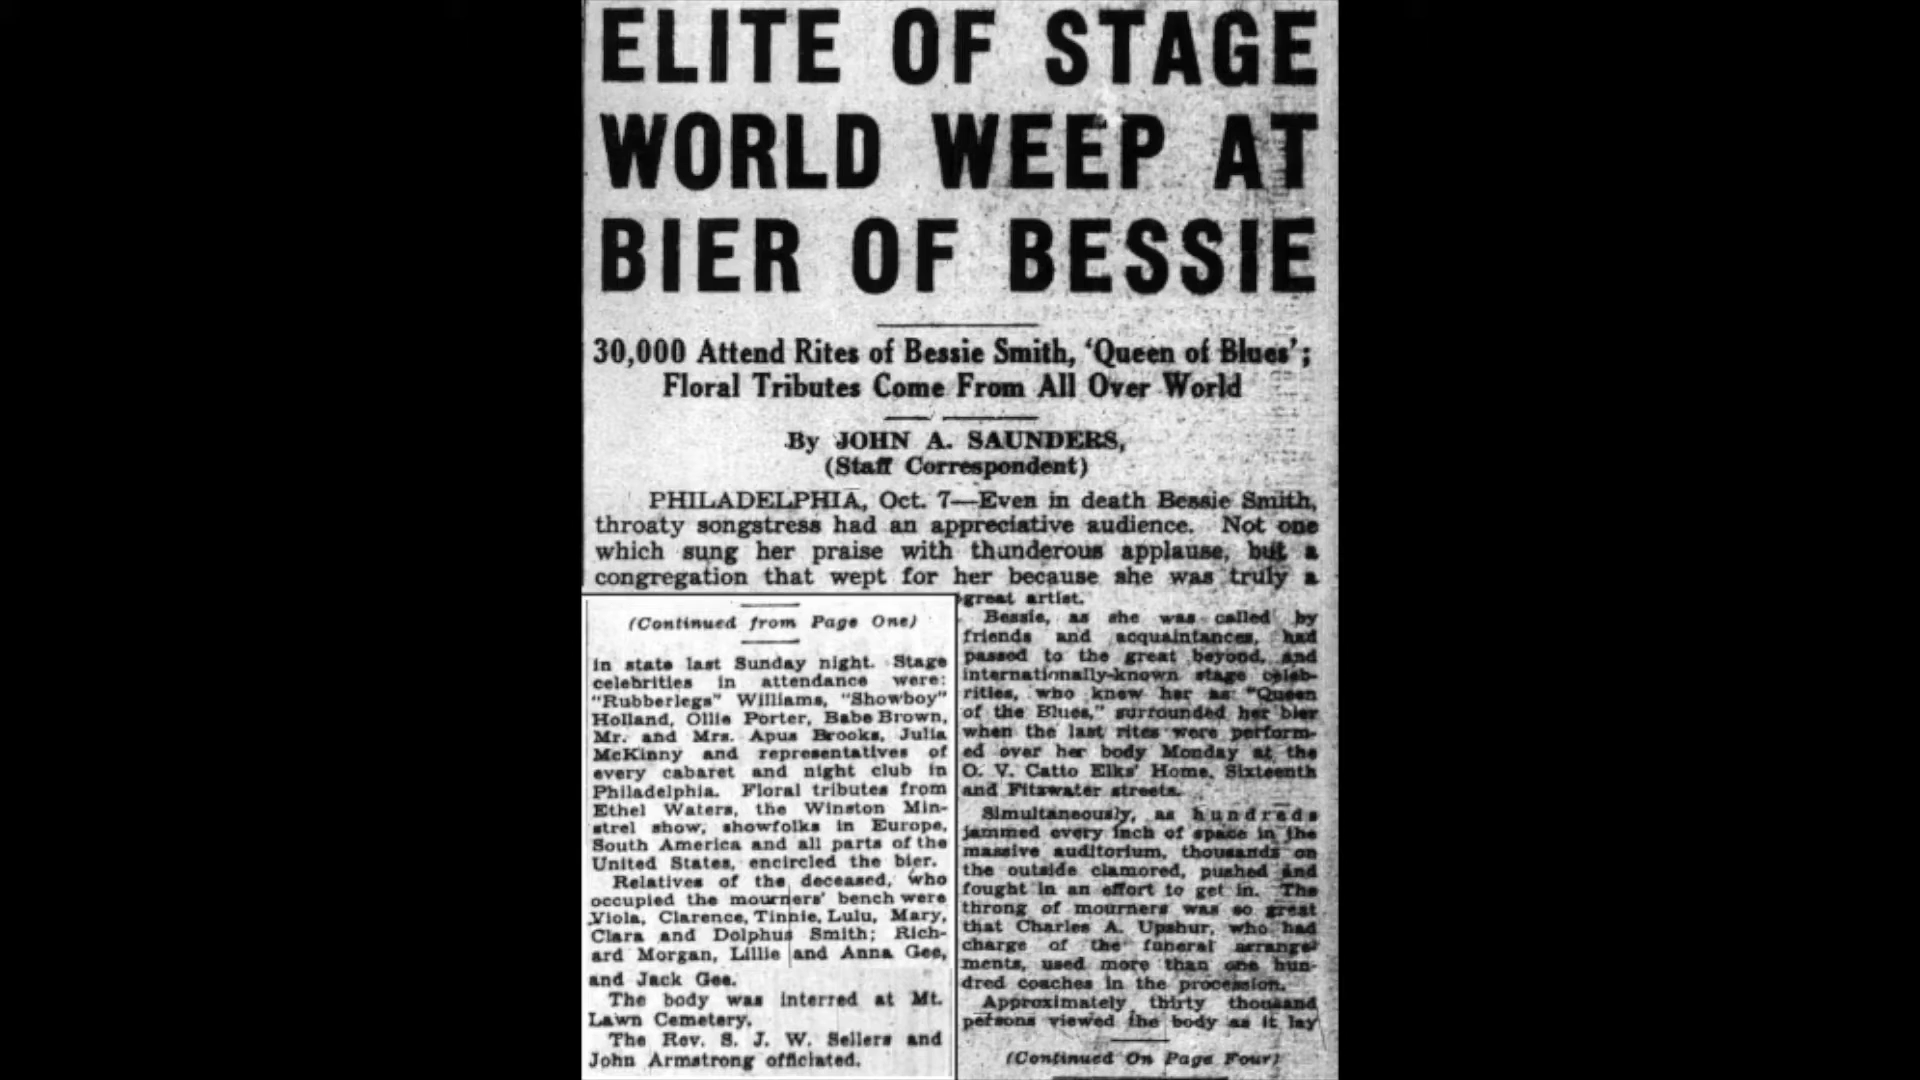 ELITE OF STAGE
WORLD WEEP AT
BIER OF BESSIE
30,000 Attend Rites of Bessie Smith, 'Queen of Blues';
Floral Tributes Come From All Over World
By JOHN A. SAUNDERS,
(Staff Correspondent)
PHILADELPHIA, Oct. 7—Even in death Bessie Smith,
throaty songstress had an appreciative audience. Not one
which sung her praise with thunderous applause, but a
congregation that wept for her because she was truly a
great artist.
Bessie, as she was called by
friends and acquaintances, had
passed to the great beyond, and
internationally-known stage celeb-
rities, who knew her as "Queen
of the Blues," surrounded her bier
when the last rites were perform-
ed over her body Monday at the
O. V. Catto Elks' Home, Sixteenth
and Fitzwater streets.
Simultaneously, as hundreds
jammed every inch of space in the
massive auditorium, thousands on
the outside clamored, pushed and
fought in an effort to get in. The
throng of mourners was so great
that Charles A. Upshur, who had
charge of the funeral arrange-
ments, used more than one hun-
dred coaches in the procession.
Approximately thirty thousand
persons viewed the body as it lay
(Continued On Page Four)
(Continued from Page One)
in state last Sunday night. Stage
celebrities in attendance were:
"Rubberlegs" Williams, "Showboy"
Holland, Ollie Porter, Babe Brown,
Mr. and Mrs. Apus Brooks, Julia
McKinny and representatives of
every cabaret and night club in
Philadelphia. Floral tributes from
Ethel Waters, the Winston Min-
strel show, showfolks in Europe,
South America and all parts of the
United States, encircled the bier.
Relatives of the deceased, who
occupied the mourners' bench were
Viola, Clarence, Tinnie, Lulu, Mary,
Clara and Dolphus Smith; Rich-
ard Morgan, Lillie and Anna Gee,
and Jack Gee.
The body was interred at Mt.
Lawn Cemetery.
The Rev. S. J. W. Sellers and
John Armstrong officiated.